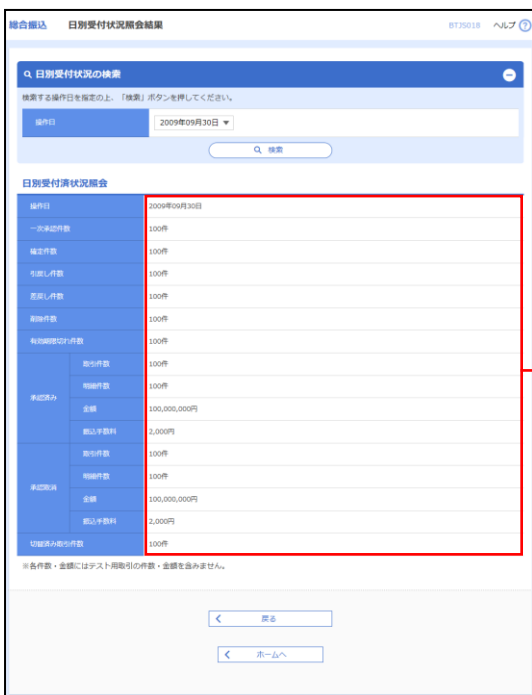 総合振込 日別受付状況照会結果 BTJS018 ヘルプ ?
日別受付状況の検索
検索する操作日を指定の上、「検索」ボタンを押してください。
操作日 2009年09月30日 ▼
検索
日別受付済状況照会
操作日 2009年09月30日
一次承認件数 100件
確定件数 100件
引戻し件数 100件
差戻し件数 100件
削除件数 100件
有効期限切れ件数 100件
承認済み
取引件数 100件
明細件数 100件
金額 100,000,000円
振込手数料 2,000円
承認取消
取引件数 100件
明細件数 100件
金額 100,000,000円
振込手数料 2,000円
切替済み取引件数 100件
※各件数・金額にはテスト用取引の件数・金額を含みません。
戻る
ホームへ